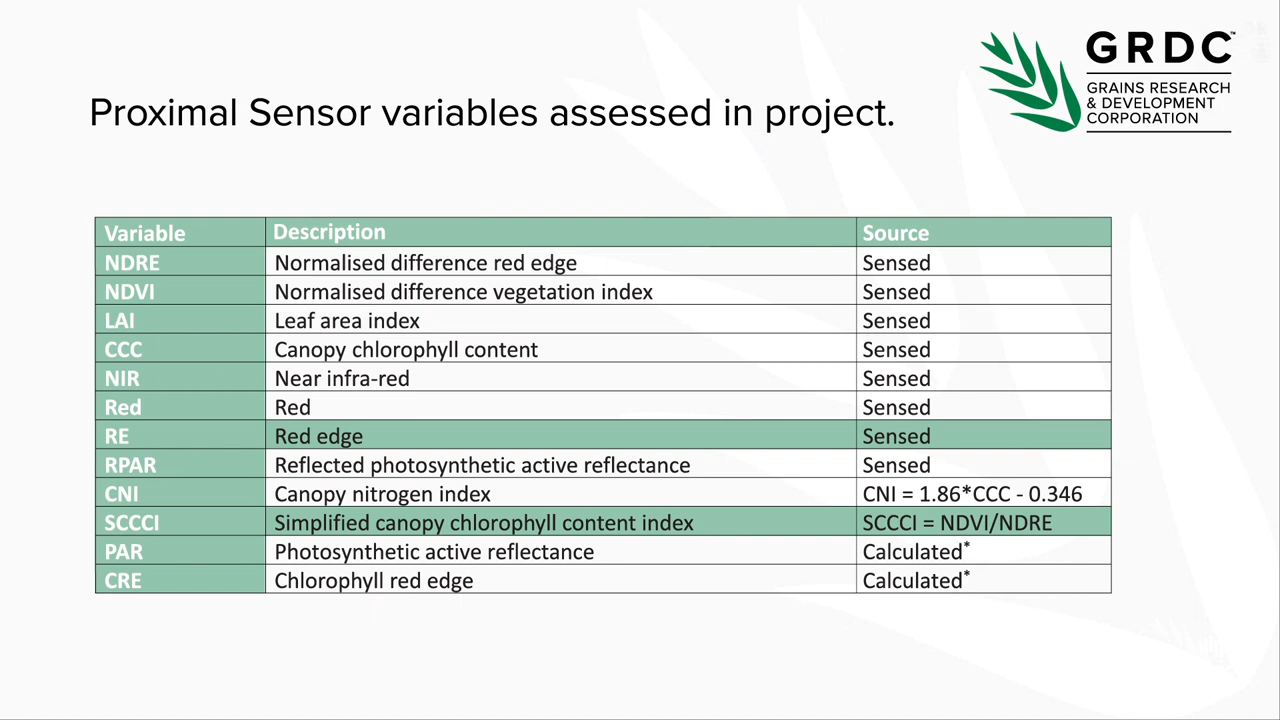 GRDC™
GRAINS RESEARCH
& DEVELOPMENT
CORPORATION
Proximal Sensor variables assessed in project.
Variable Description Source
NDRE Normalised difference red edge Sensed
NDVI Normalised difference vegetation index Sensed
LAI Leaf area index Sensed
CCC Canopy chlorophyll content Sensed
NIR Near infra-red Sensed
Red Red Sensed
RE Red edge Sensed
RPAR Reflected photosynthetic active reflectance Sensed
CNI Canopy nitrogen index CNI = 1.86*CCC - 0.346
SCCCI Simplified canopy chlorophyll content index SCCCI = NDVI/NDRE
PAR Photosynthetic active reflectance Calculated*
CRE Chlorophyll red edge Calculated*